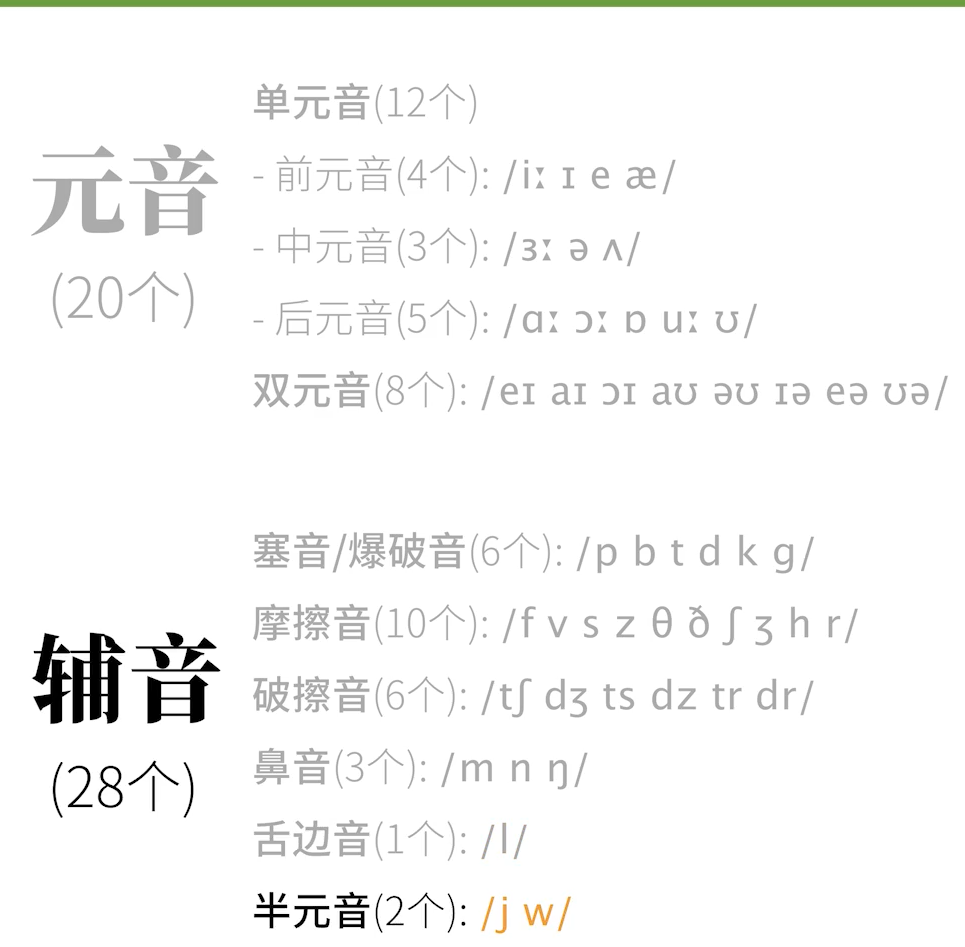 元音
(20个)
单元音(12个)
- 前元音(4个): /iː ɪ e æ/
- 中元音(3个): /ɜː ə ʌ/
- 后元音(5个): /ɑː ɔː ɒ uː ʊ/
双元音(8个): /eɪ aɪ ɔɪ aʊ əʊ ɪə eə ʊə/
辅音
(28个)
塞音/爆破音(6个): /p b t d k g/
摩擦音(10个): /f v s z θ ð ʃ ʒ h r/
破擦音(6个): /tʃ dʒ ts dz tr dr/
鼻音(3个): /m n ŋ/
舌边音(1个): /l/
半元音(2个): /j w/